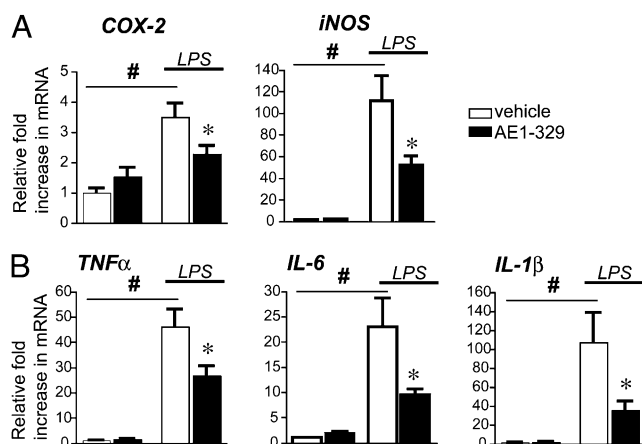 A
COX-2
iNOS
# LPS
# LPS
Relative fold
increase in mRNA
5
4
3
2
1
0
*
140
120
100
80
60
40
20
0
*
vehicle
AE1-329
B
TNFα
IL-6
IL-1β
# LPS
# LPS
# LPS
Relative fold
increase in mRNA
60
50
40
30
20
10
0
*
30
25
20
15
10
5
0
*
160
140
120
100
80
60
40
20
0
*